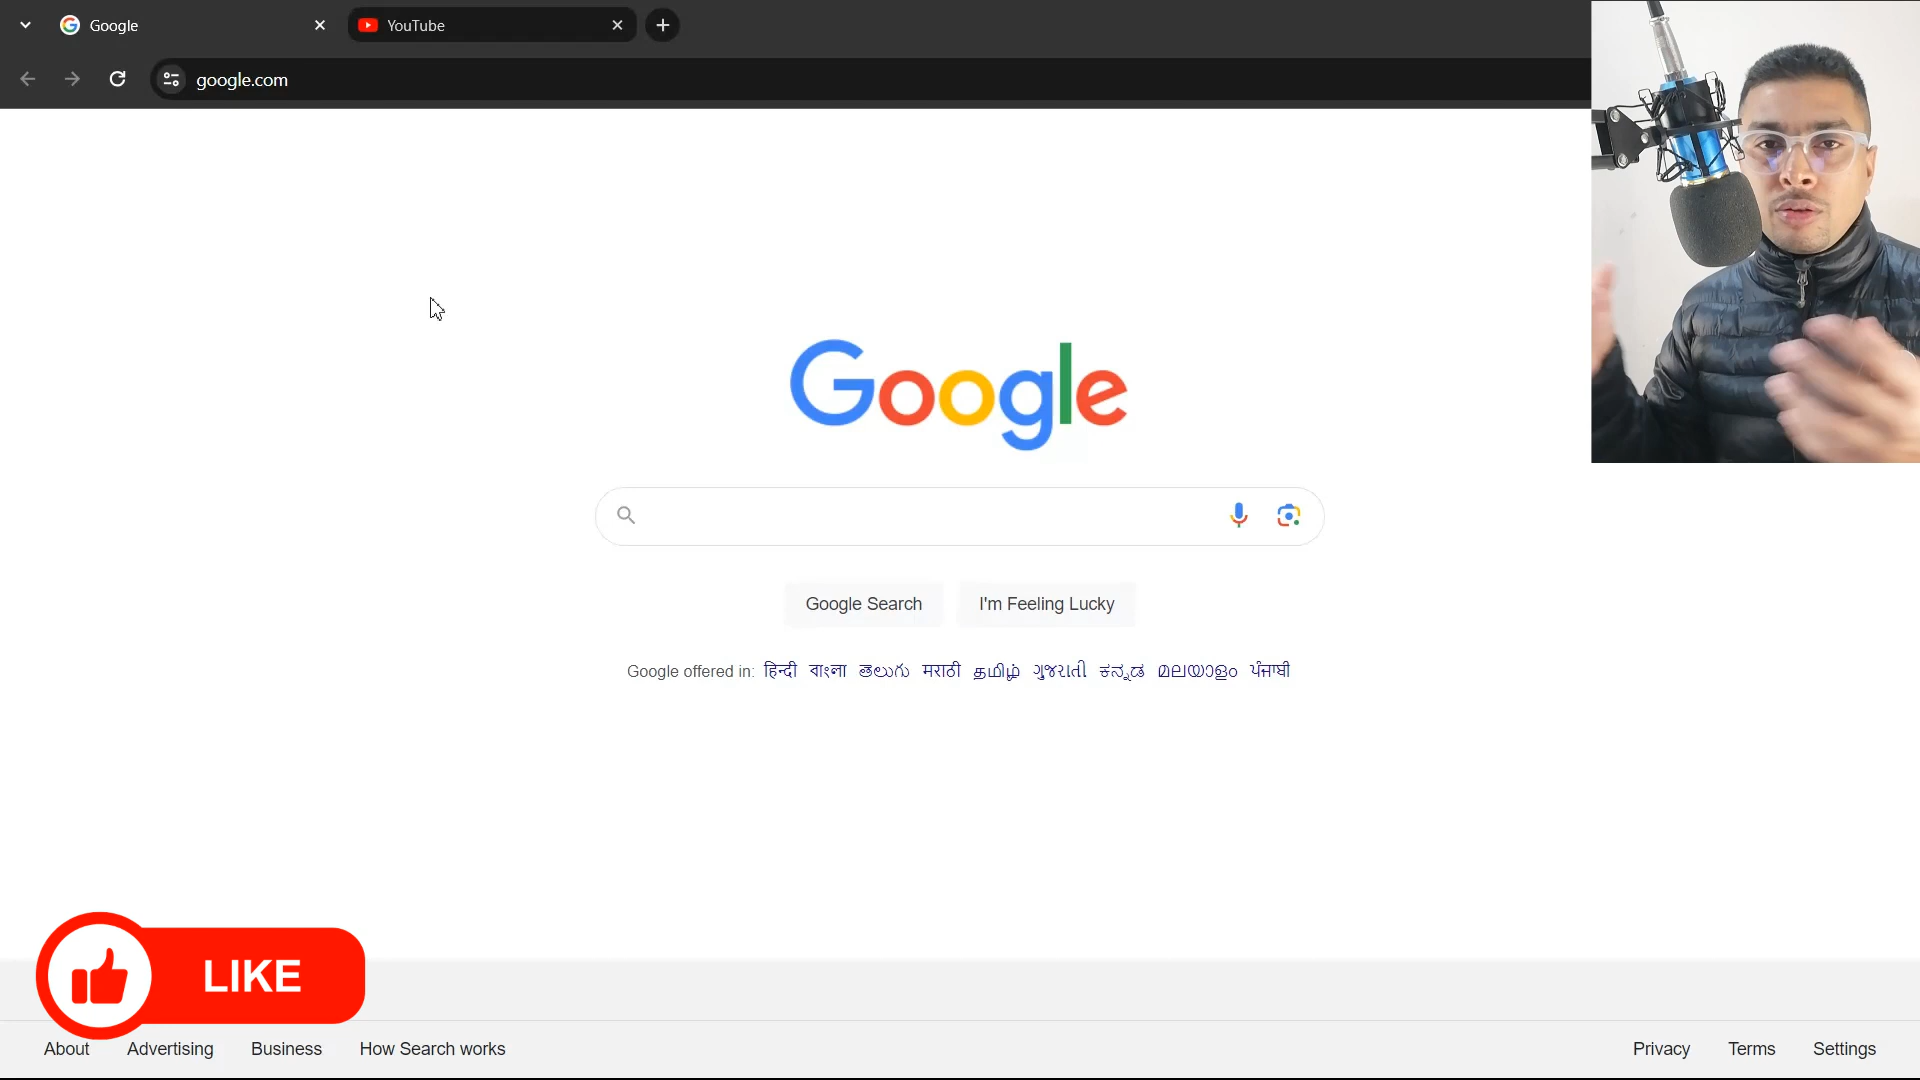 Google
YouTube
google.com
Google
Google Search
I'm Feeling Lucky
Google offered in: हिन्दी বাংলা తెలుగు मराठी தமிழ் ગુજરાતી ಕನ್ನಡ മലയാളം ਪੰਜਾਬੀ
LIKE
About Advertising Business How Search works
Privacy Terms Settings